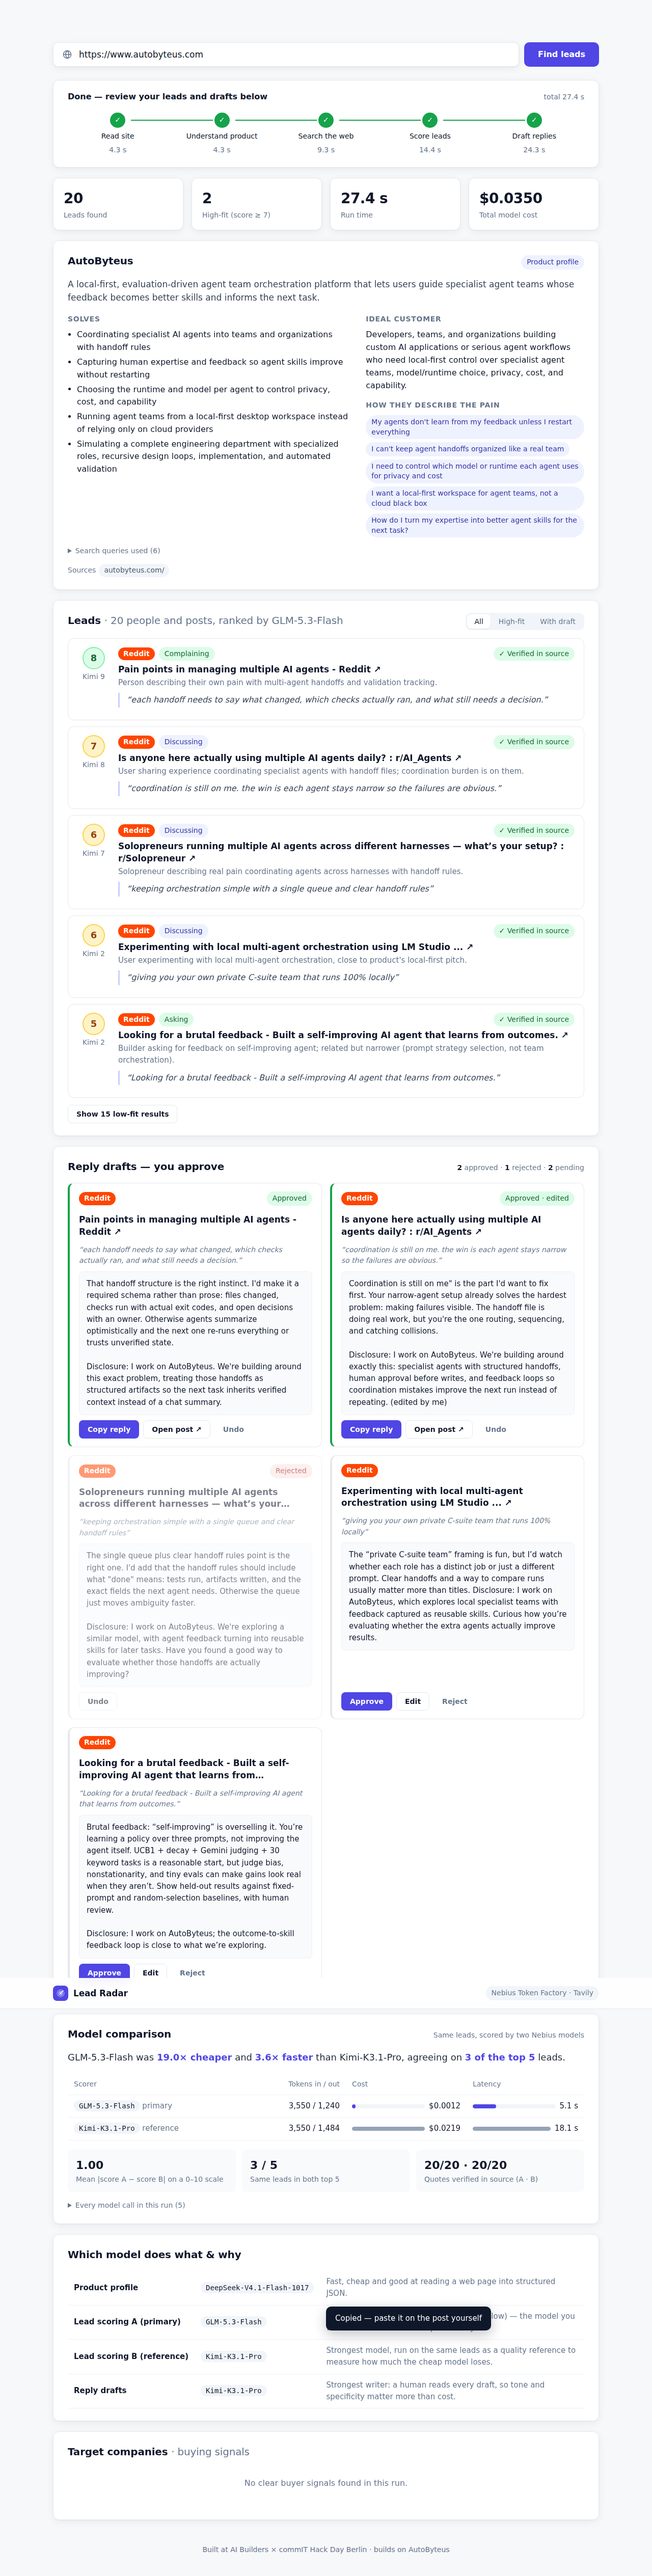 https://www.autobyteus.com
Find leads
Done — review your leads and drafts below
total 27.4 s
Read site
Understand product
Search the web
Score leads
Draft replies
4.3 s
4.3 s
9.3 s
14.4 s
24.3 s
20
Leads found
2
High-fit (score ≥ 7)
27.4 s
Run time
$0.0350
Total model cost
AutoByteus
Product profile
A local-first, evaluation-driven agent team orchestration platform that lets users guide specialist agent teams whose
feedback becomes better skills and informs the next task.
SOLVES
• Coordinating specialist AI agents into teams and organizations
with handoff rules
• Capturing human expertise and feedback so agent skills improve
without restarting
• Choosing the runtime and model per agent to control privacy,
cost, and capability
• Running agent teams from a local-first desktop workspace instead
of relying only on cloud providers
• Simulating a complete engineering department with specialized
roles, recursive design loops, implementation, and automated
validation
IDEAL CUSTOMER
Developers, teams, and organizations building
custom AI applications or serious agent workflows
who need local-first control over specialist agent
teams, model/runtime choice, privacy, cost, and
capability.
HOW THEY DESCRIBE THE PAIN
My agents don't learn from my feedback unless I restart
everything
I can't keep agent handoffs organized like a real team
I need to control which model or runtime each agent uses
for privacy and cost
I want a local-first workspace for agent teams, not a
cloud black box
How do I turn my expertise into better agent skills for the
next task?
▶ Search queries used (6)
Sources autobyteus.com/
Leads · 20 people and posts, ranked by GLM-5.3-Flash
All
High-fit
With draft
8
Kimi 9
Reddit
Complaining
✓ Verified in source
Pain points in managing multiple AI agents - Reddit ↗
Person describing their own pain with multi-agent handoffs and validation tracking.
“each handoff needs to say what changed, which checks actually ran, and what still needs a decision.”
7
Kimi 8
Reddit
Discussing
✓ Verified in source
Is anyone here actually using multiple AI agents daily? : r/AI_Agents ↗
User sharing experience coordinating specialist agents with handoff files; coordination burden is on them.
“coordination is still on me. the win is each agent stays narrow so the failures are obvious.”
6
Kimi 7
Reddit
Discussing
✓ Verified in source
Solopreneurs running multiple AI agents across different harnesses — what’s your setup? :
r/Solopreneur ↗
Solopreneur describing real pain coordinating agents across harnesses with handoff rules.
“keeping orchestration simple with a single queue and clear handoff rules”
6
Kimi 2
Reddit
Discussing
✓ Verified in source
Experimenting with local multi-agent orchestration using LM Studio ... ↗
User experimenting with local multi-agent orchestration, close to product's local-first pitch.
“giving you your own private C-suite team that runs 100% locally”
5
Kimi 2
Reddit
Asking
✓ Verified in source
Looking for a brutal feedback - Built a self-improving AI agent that learns from outcomes. ↗
Builder asking for feedback on self-improving agent; related but narrower (prompt strategy selection, not team
orchestration).
“Looking for a brutal feedback - Built a self-improving AI agent that learns from outcomes.”
Show 15 low-fit results
Reply drafts — you approve
2 approved · 1 rejected · 2 pending
Reddit
Approved
Pain points in managing multiple AI agents -
Reddit ↗
“each handoff needs to say what changed, which checks
actually ran, and what still needs a decision.”
That handoff structure is the right instinct. I'd make it a
required schema rather than prose: files changed,
checks run with actual exit codes, and open decisions
with an owner. Otherwise agents summarize
optimistically and the next one re-runs everything or
trusts unverified state.
Disclosure: I work on AutoByteus. We're building around
this exact problem, treating those handoffs as
structured artifacts so the next task inherits verified
context instead of a chat summary.
Copy reply
Open post ↗
Undo
Reddit
Approved · edited
Is anyone here actually using multiple AI
agents daily? : r/AI_Agents ↗
“coordination is still on me. the win is each agent stays narrow
so the failures are obvious.”
Coordination is still on me" is the part I'd want to fix
first. Your narrow-agent setup already solves the hardest
problem: making failures visible. The handoff file is
doing real work, but you're the one routing, sequencing,
and catching collisions.
Disclosure: I work on AutoByteus. We're building around
exactly this: specialist agents with structured handoffs,
human approval before writes, and feedback loops so
coordination mistakes improve the next run instead of
repeating. (edited by me)
Copy reply
Open post ↗
Undo
Reddit
Rejected
Solopreneurs running multiple AI agents
across different harnesses — what’s your…
“keeping orchestration simple with a single queue and clear
handoff rules”
The single queue plus clear handoff rules point is the
right one. I'd add that the handoff rules should include
what "done" means: tests run, artifacts written, and the
exact fields the next agent needs. Otherwise the queue
just moves ambiguity faster.
Disclosure: I work on AutoByteus. We're exploring a
similar model, with agent feedback turning into reusable
skills for later tasks. Have you found a good way to
evaluate whether those handoffs are actually
improving?
Undo
Reddit
Experimenting with local multi-agent
orchestration using LM Studio ... ↗
“giving you your own private C-suite team that runs 100%
locally”
The “private C-suite team” framing is fun, but I’d watch
whether each role has a distinct job or just a different
prompt. Clear handoffs and a way to compare runs
usually matter more than titles. Disclosure: I work on
AutoByteus, which explores local specialist teams with
feedback captured as reusable skills. Curious how you’re
evaluating whether the extra agents actually improve
results.
Approve
Edit
Reject
Reddit
Looking for a brutal feedback - Built a self-
improving AI agent that learns from…
“Looking for a brutal feedback - Built a self-improving AI agent
that learns from outcomes.”
Brutal feedback: “self-improving” is overselling it. You’re
learning a policy over three prompts, not improving the
agent itself. UCB1 + decay + Gemini judging + 30
keyword tasks is a reasonable start, but judge bias,
nonstationarity, and tiny evals can make gains look real
when they aren’t. Show held-out results against fixed-
prompt and random-selection baselines, with human
review.
Disclosure: I work on AutoByteus; the outcome-to-skill
feedback loop is close to what we’re exploring.
Approve
Edit
Reject
Lead Radar
Nebius Token Factory · Tavily
Model comparison
Same leads, scored by two Nebius models
GLM-5.3-Flash was 19.0× cheaper and 3.6× faster than Kimi-K3.1-Pro, agreeing on 3 of the top 5 leads.
Scorer
Tokens in / out
Cost
Latency
GLM-5.3-Flash primary
3,550 / 1,240
$0.0012
5.1 s
Kimi-K3.1-Pro reference
3,550 / 1,484
$0.0219
18.1 s
1.00
Mean |score A − score B| on a 0–10 scale
3 / 5
Same leads in both top 5
20/20 · 20/20
Quotes verified in source (A · B)
▶ Every model call in this run (5)
Which model does what & why
Product profile
DeepSeek-V4.1-Flash-1017
Fast, cheap and good at reading a web page into structured
JSON.
Lead scoring A (primary)
GLM-5.3-Flash
low) — the model you
Copied — paste it on the post yourself
Lead scoring B (reference)
Kimi-K3.1-Pro
Strongest model, run on the same leads as a quality reference to
measure how much the cheap model loses.
Reply drafts
Kimi-K3.1-Pro
Strongest writer: a human reads every draft, so tone and
specificity matter more than cost.
Target companies · buying signals
No clear buyer signals found in this run.
Built at AI Builders × commIT Hack Day Berlin · builds on AutoByteus